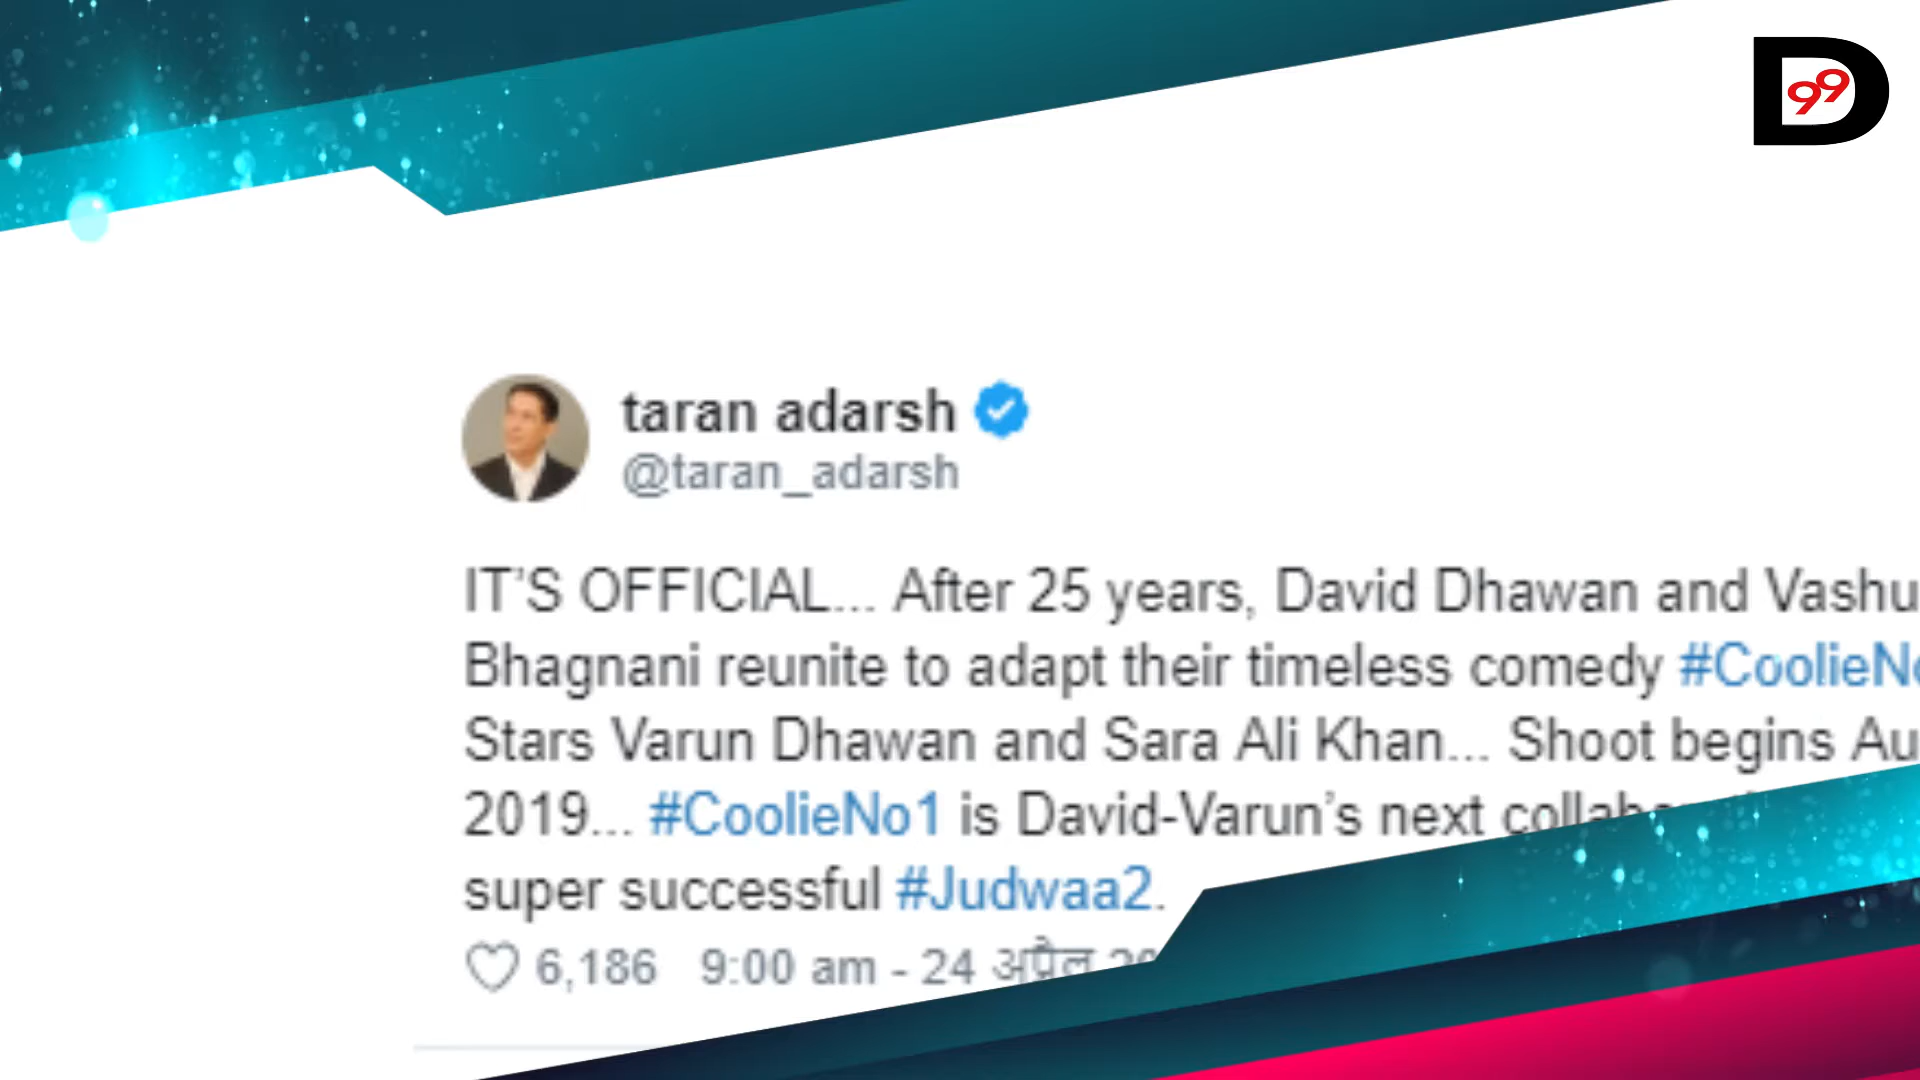 D99
taran adarsh
@taran_adarsh
IT'S OFFICIAL... After 25 years, David Dhawan and Vashu
Bhagnani reunite to adapt their timeless comedy #CoolieNo
Stars Varun Dhawan and Sara Ali Khan... Shoot begins Au
2019... #CoolieNo1 is David-Varun's next
super successful #Judwaa2.
6,186 9:00 am - 24 अप्रैल